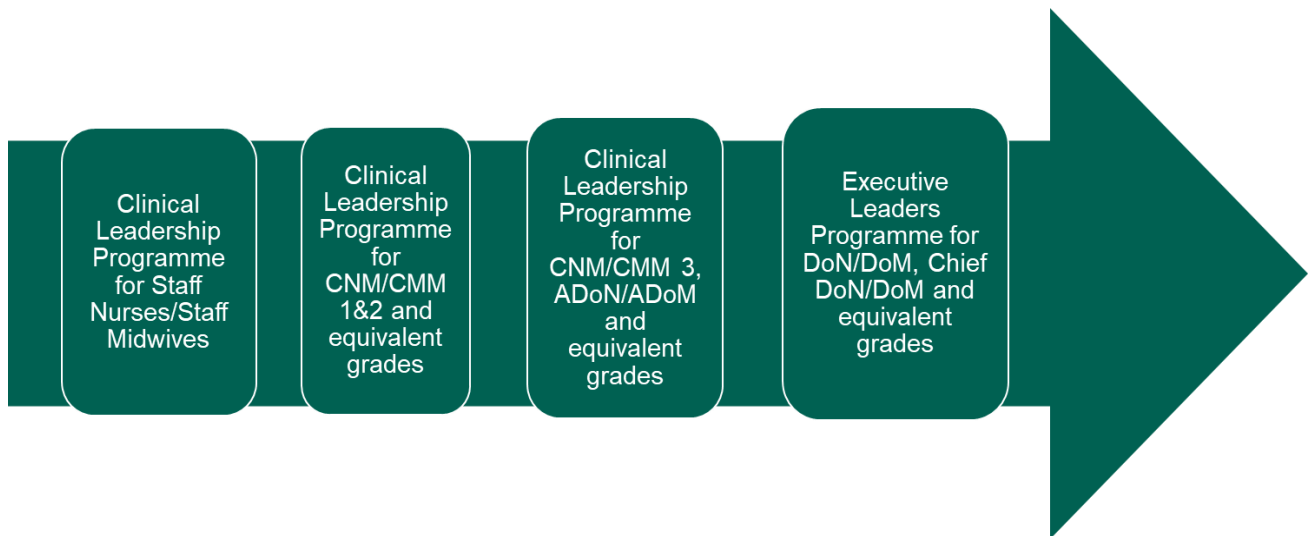 Clinical
Leadership
Programme
for Staff
Nurses/Staff
Midwives
Clinical
Leadership
Programme
for
CNM/CMM
1&2 and
equivalent
grades
Clinical
Leadership
Programme
for
CNM/CMM 3,
ADoN/ADoM
and
equivalent
grades
Executive
Leaders
Programme for
DoN/DoM, Chief
DoN/DoM and
equivalent
grades